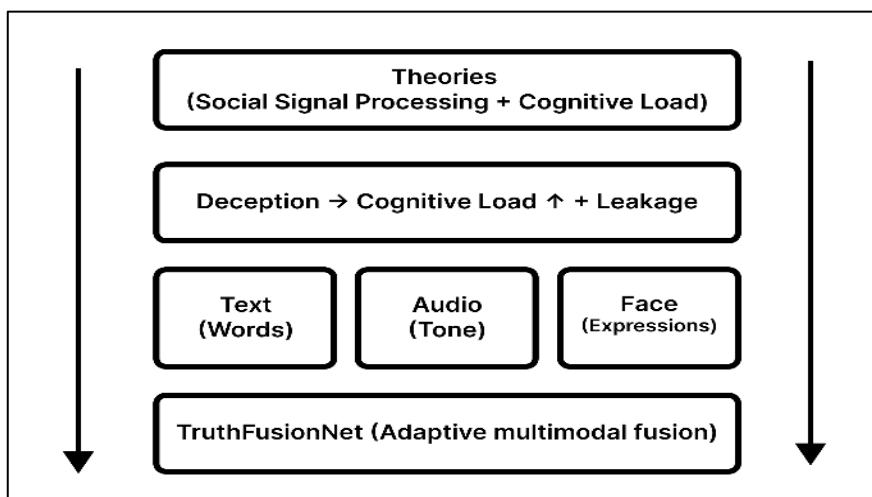 Theories
(Social Signal Processing + Cognitive Load)
Deception → Cognitive Load ↑ + Leakage
Text
(Words)
Audio
(Tone)
Face
(Expressions)
TruthFusionNet (Adaptive multimodal fusion)